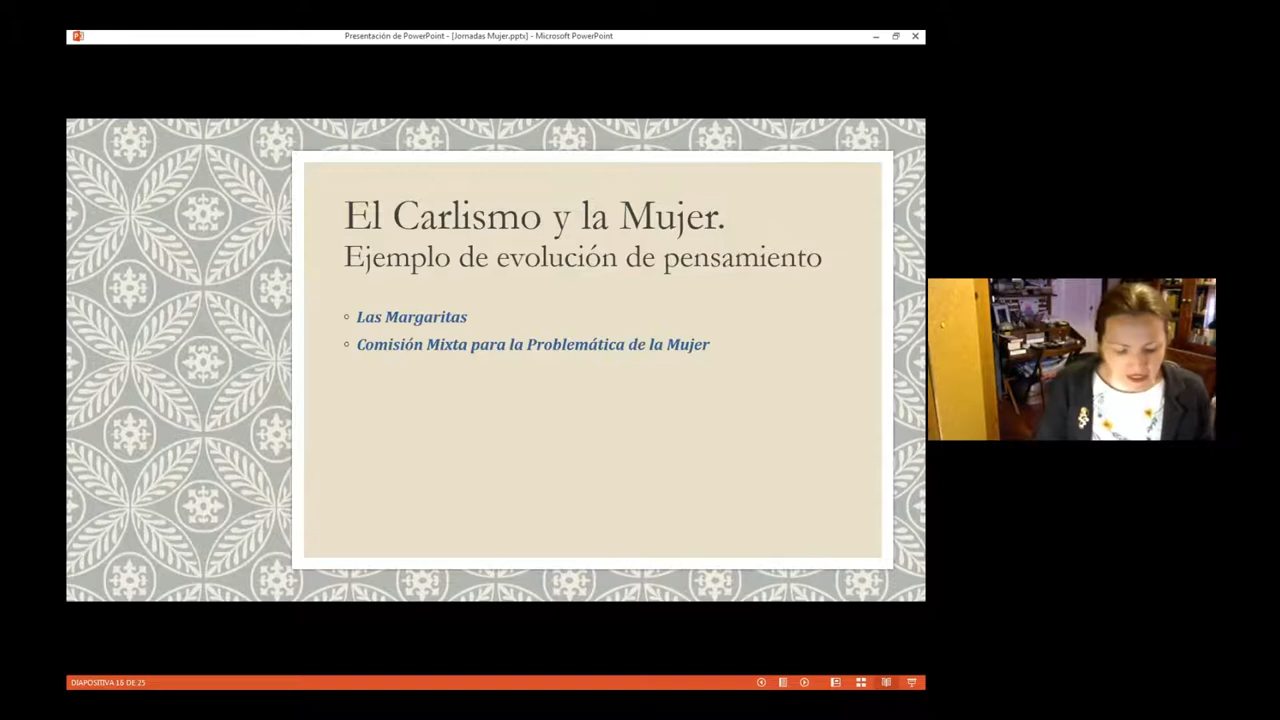 Presentación de PowerPoint - [Jornadas Mujer.pptx] - Microsoft PowerPoint
El Carlismo y la Mujer.
Ejemplo de evolución de pensamiento
Las Margaritas
Comisión Mixta para la Problemática de la Mujer
DIAPOSITIVA 16 DE 25